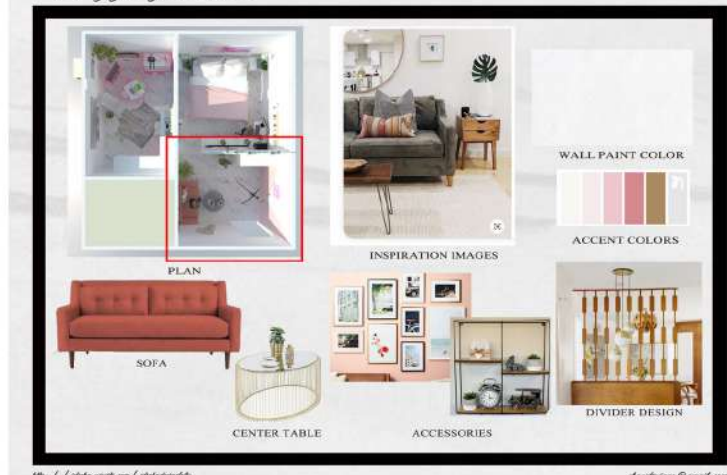 WALL PAINT COLOR
ACCENT COLORS
INSPIRATION IMAGES
PLAN
SOFA
CENTER TABLE
ACCESSORIES
DIVIDER DESIGN